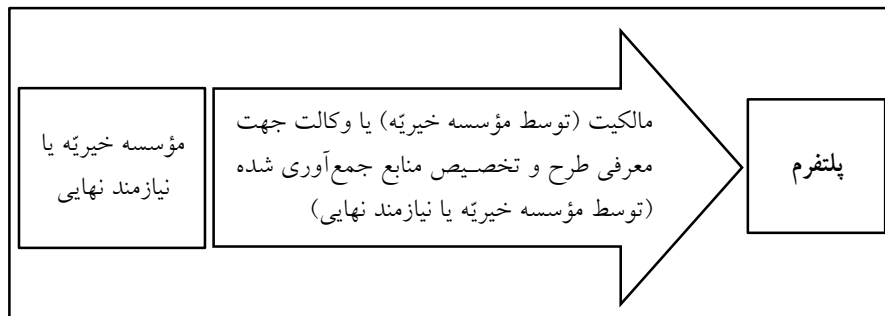 مؤسسه خیریّه یا
نیازمند نهایی
مالکیت (توسط مؤسسه خیریّه) یا وکالت جهت
معرفی طرح و تخصیص منابع جمع‌آوری شده
(توسط مؤسسه خیریّه یا نیازمند نهایی)
پلتفرم